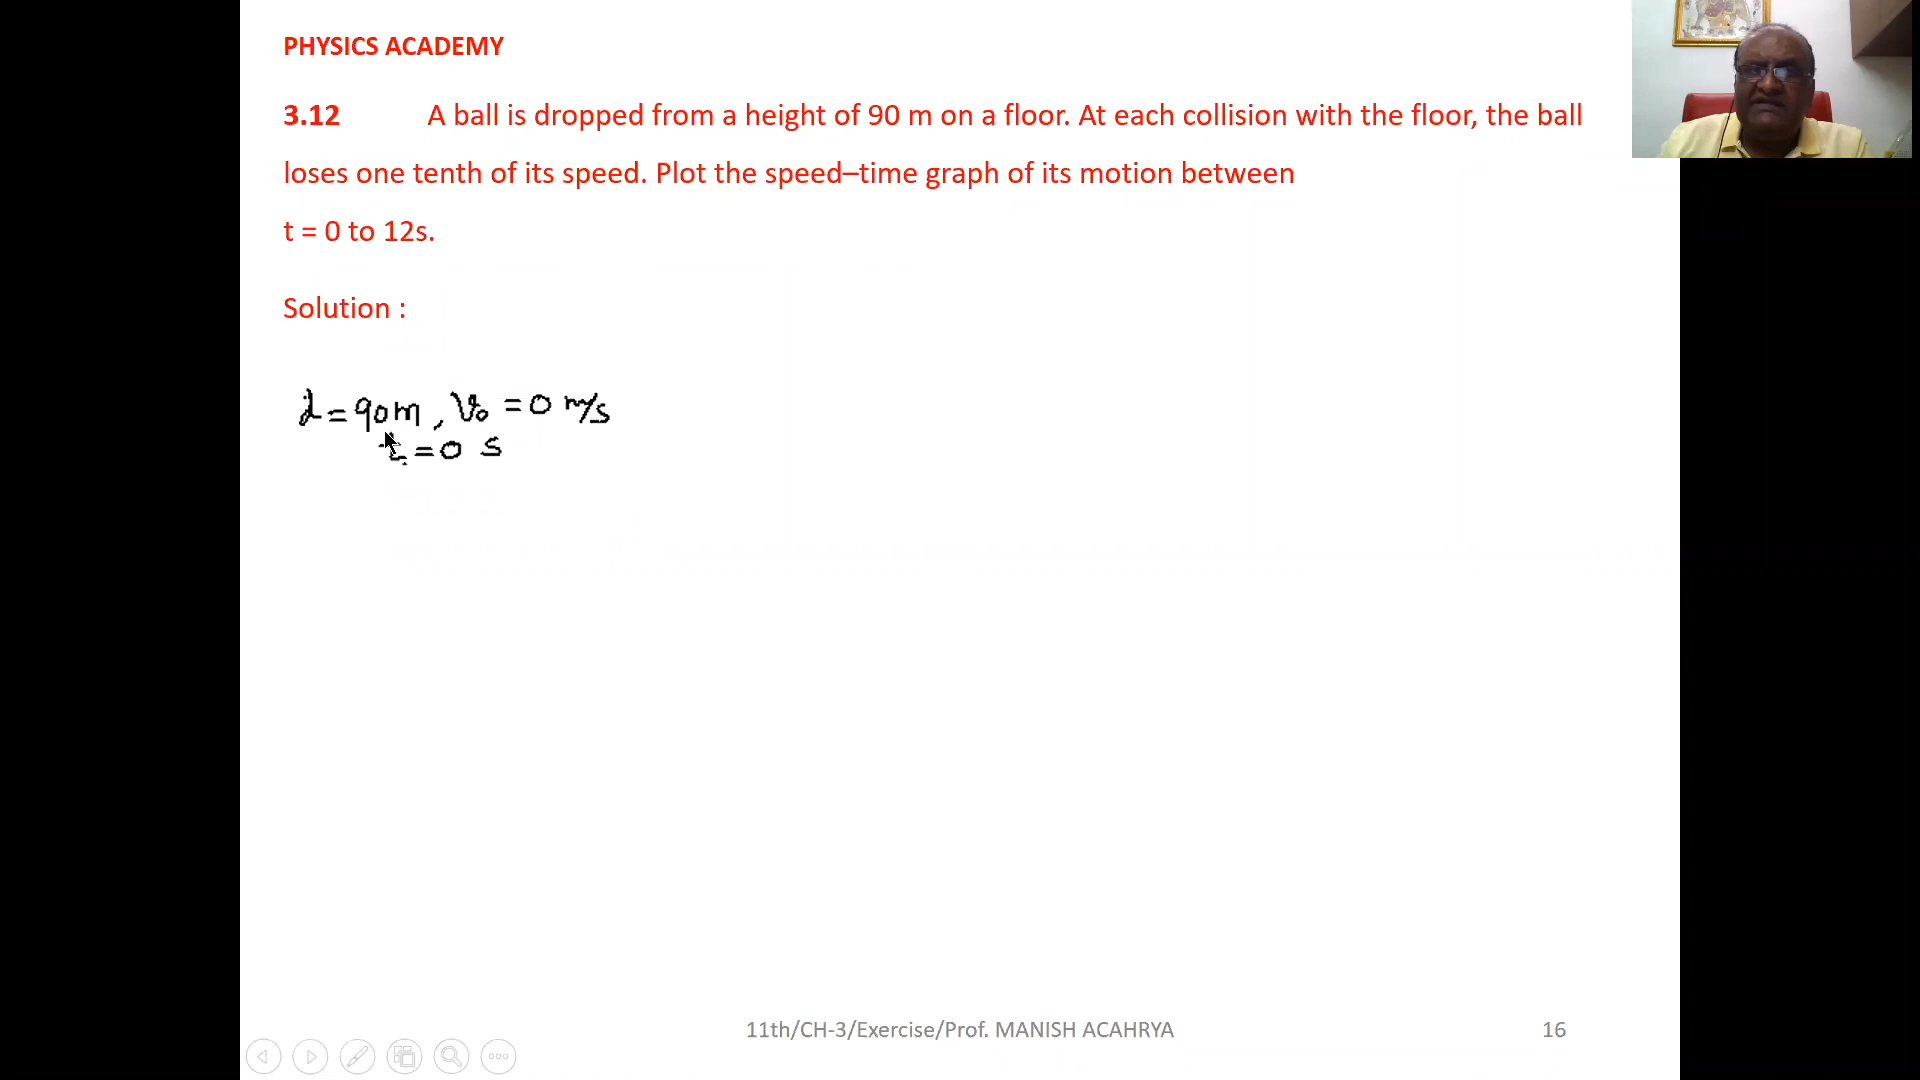 PHYSICS ACADEMY
3.12 A ball is dropped from a height of 90 m on a floor. At each collision with the floor, the ball
loses one tenth of its speed. Plot the speed–time graph of its motion between
t = 0 to 12s.
Solution :
d = 90m, v₀ = 0 m/s
t = 0 s
11th/CH-3/Exercise/Prof. MANISH ACAHRYA
16